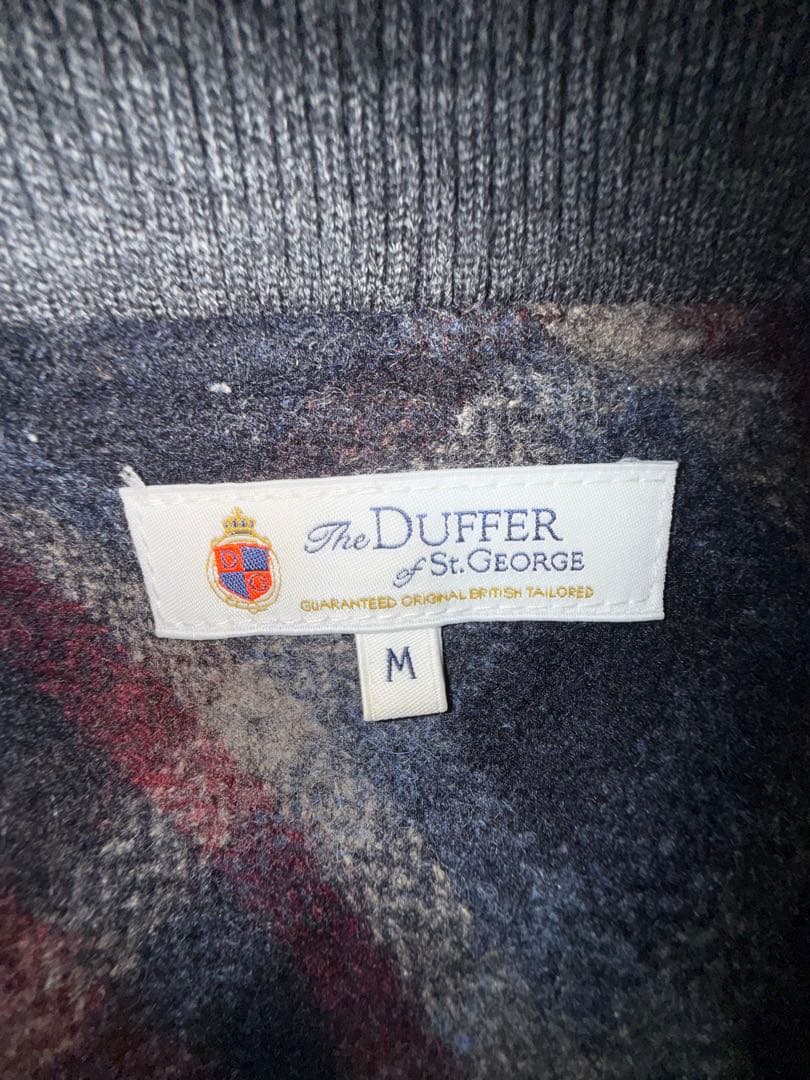 The DUFFER
of St. GEORGE
GUARANTEED ORIGINAL BRITISH TAILORED
D
G
M